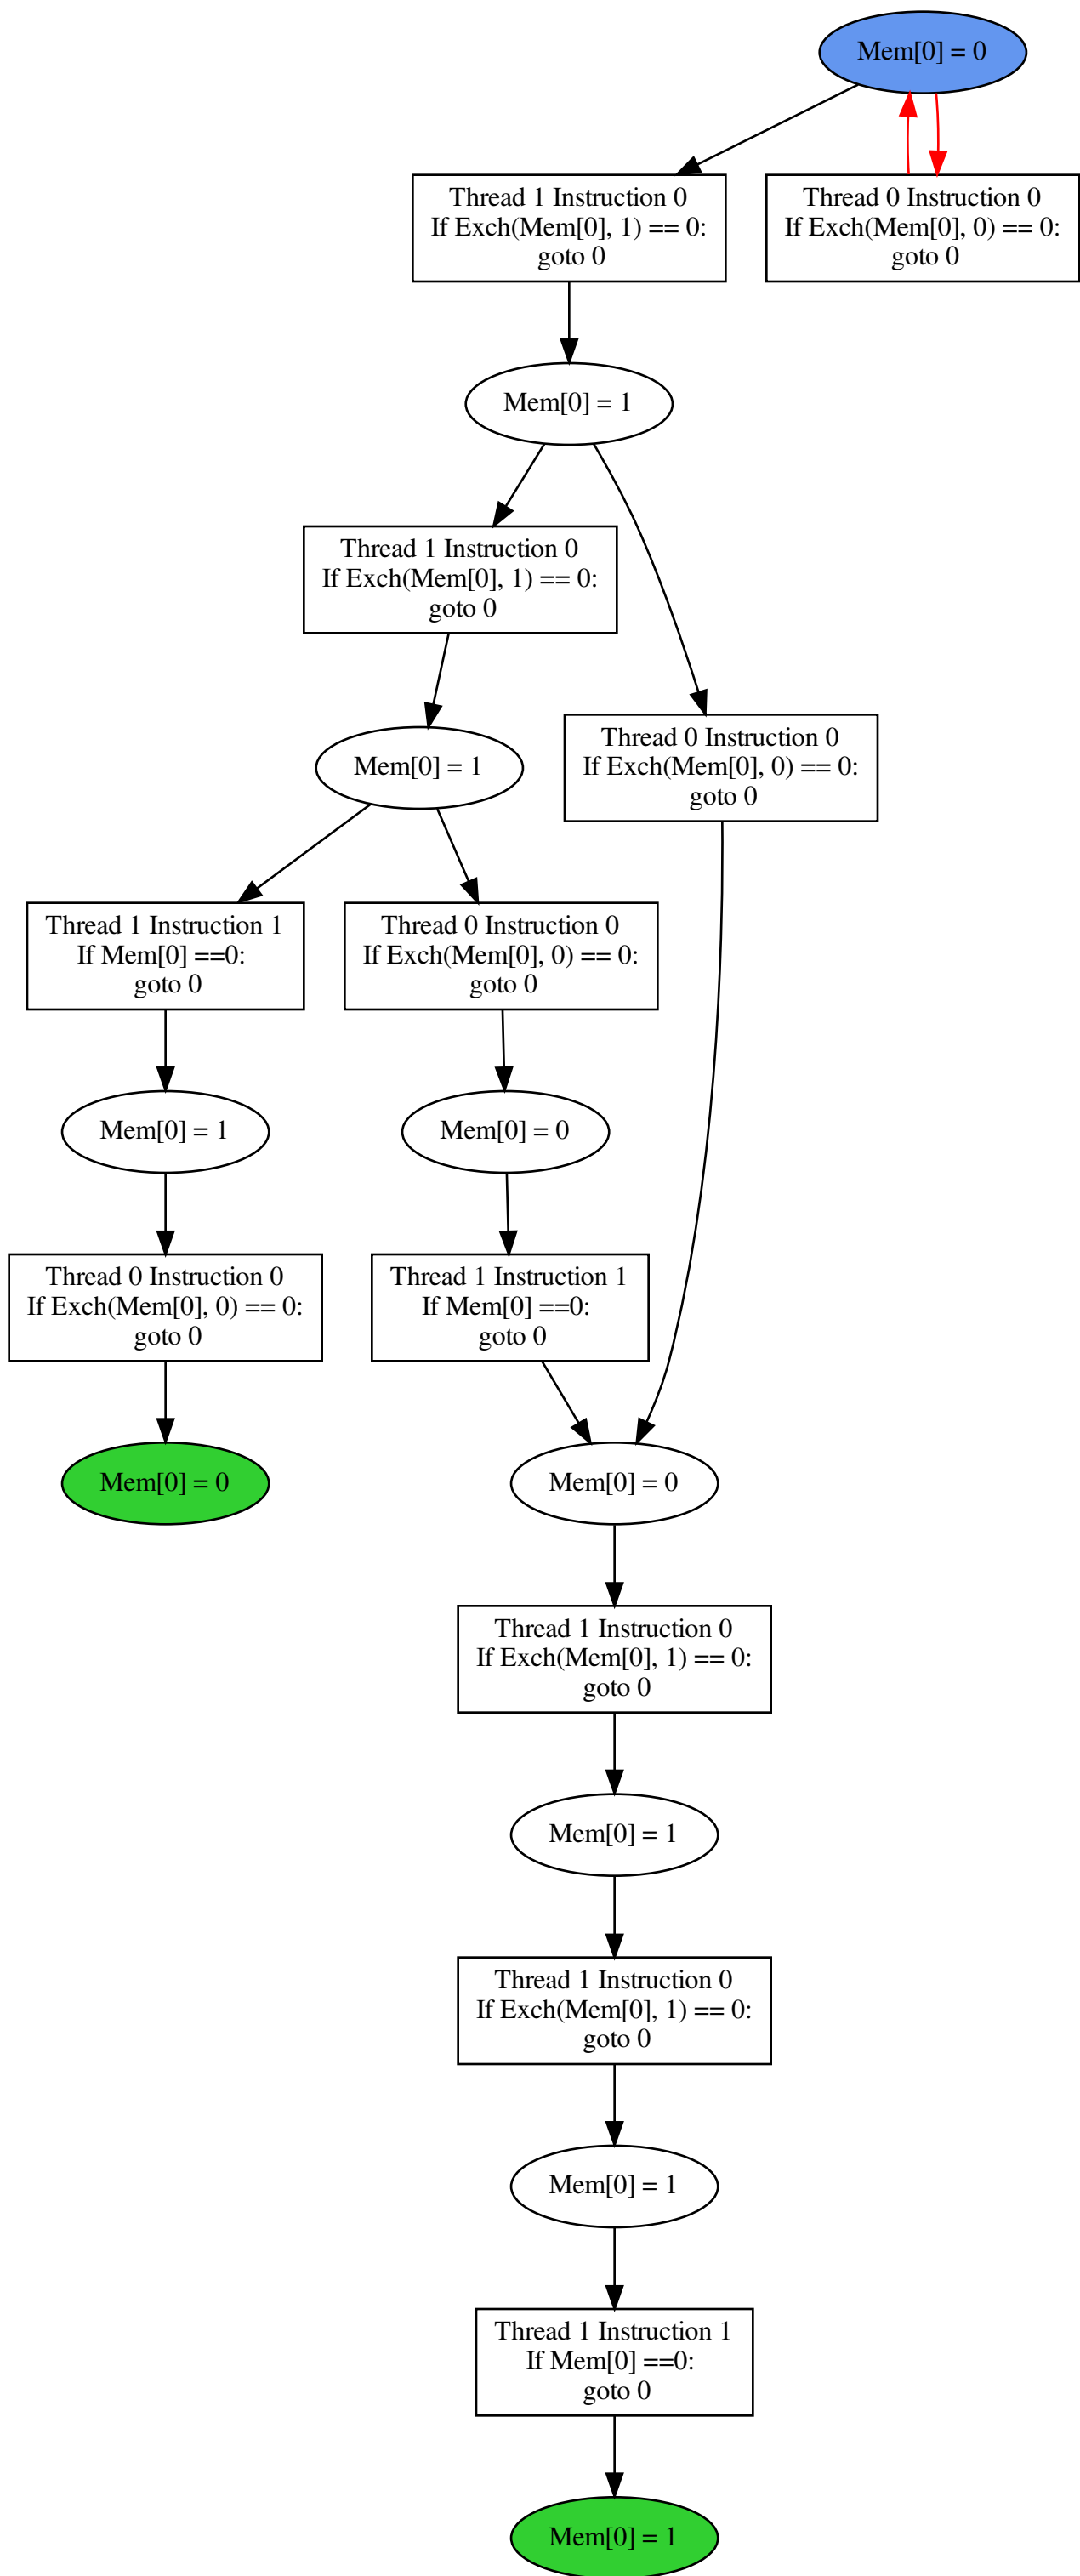 Mem[0] = 0
Thread 1 Instruction 0
If Exch(Mem[0], 1) == 0:
goto 0
Thread 0 Instruction 0
If Exch(Mem[0], 0) == 0:
goto 0
Mem[0] = 1
Thread 1 Instruction 0
If Exch(Mem[0], 1) == 0:
goto 0
Thread 0 Instruction 0
If Exch(Mem[0], 0) == 0:
goto 0
Mem[0] = 1
Thread 1 Instruction 1
If Mem[0] ==0:
goto 0
Thread 0 Instruction 0
If Exch(Mem[0], 0) == 0:
goto 0
Mem[0] = 1
Mem[0] = 0
Thread 0 Instruction 0
If Exch(Mem[0], 0) == 0:
goto 0
Thread 1 Instruction 1
If Mem[0] ==0:
goto 0
Mem[0] = 0
Mem[0] = 0
Thread 1 Instruction 0
If Exch(Mem[0], 1) == 0:
goto 0
Mem[0] = 1
Thread 1 Instruction 0
If Exch(Mem[0], 1) == 0:
goto 0
Mem[0] = 1
Thread 1 Instruction 1
If Mem[0] ==0:
goto 0
Mem[0] = 1